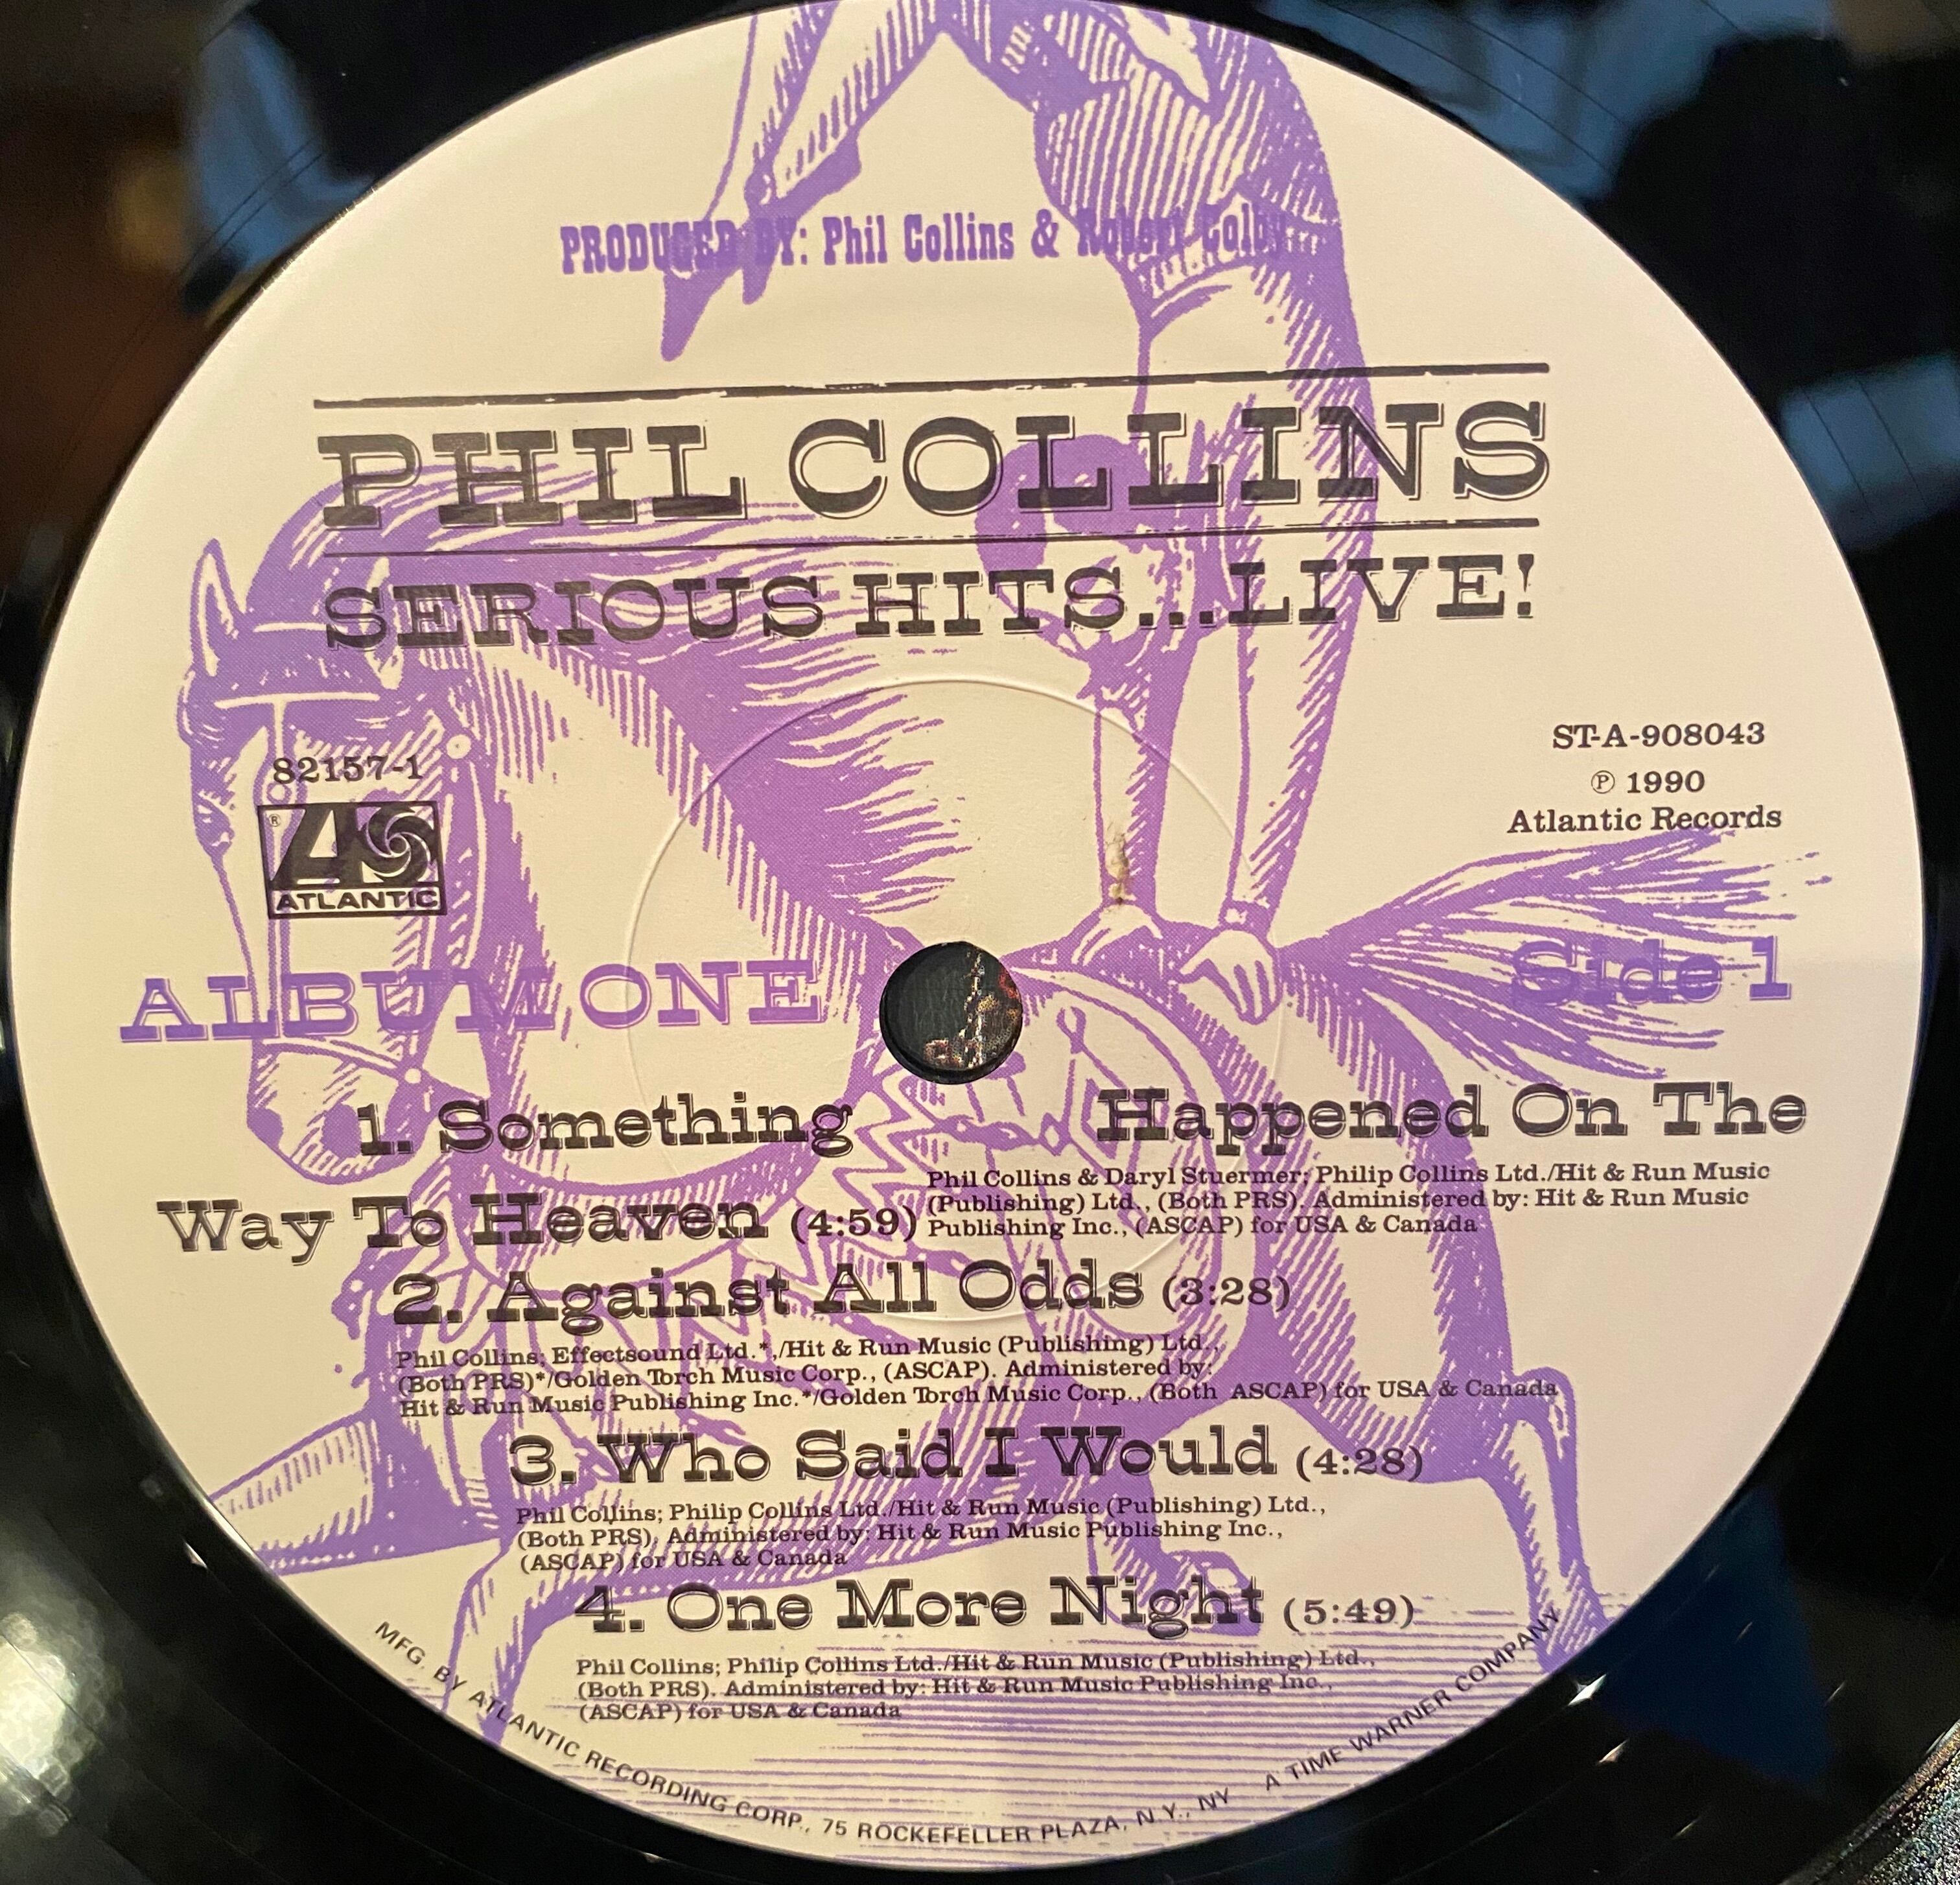 PRODUCED BY: Phil Collins & Robert Colby
PHIL COLLINS
SERIOUS HITS...LIVE!
82157-1
®
ATLANTIC
ST-A-908043
℗ 1990
Atlantic Records
ALBUM ONE
Side 1
1. Something Happened On The
Way To Heaven (4:59)
Phil Collins & Daryl Stuermer; Philip Collins Ltd./Hit & Run Music
(Publishing) Ltd., (Both PRS). Administered by: Hit & Run Music
Publishing Inc., (ASCAP) for USA & Canada
2. Against All Odds (3:28)
Phil Collins; Effectsound Ltd.*,/Hit & Run Music (Publishing) Ltd.,
(Both PRS)*/Golden Torch Music Corp., (ASCAP). Administered by:
Hit & Run Music Publishing Inc.*/Golden Torch Music Corp., (Both ASCAP) for USA & Canada
3. Who Said I Would (4:28)
Phil Collins; Philip Collins Ltd./Hit & Run Music (Publishing) Ltd.,
(Both PRS). Administered by: Hit & Run Music Publishing Inc.,
(ASCAP) for USA & Canada
4. One More Night (5:49)
Phil Collins; Philip Collins Ltd./Hit & Run Music (Publishing) Ltd.,
(Both PRS). Administered by: Hit & Run Music Publishing Inc.,
(ASCAP) for USA & Canada
MFG. BY ATLANTIC RECORDING CORP., 75 ROCKEFELLER PLAZA, N.Y., NY A TIME WARNER COMPANY